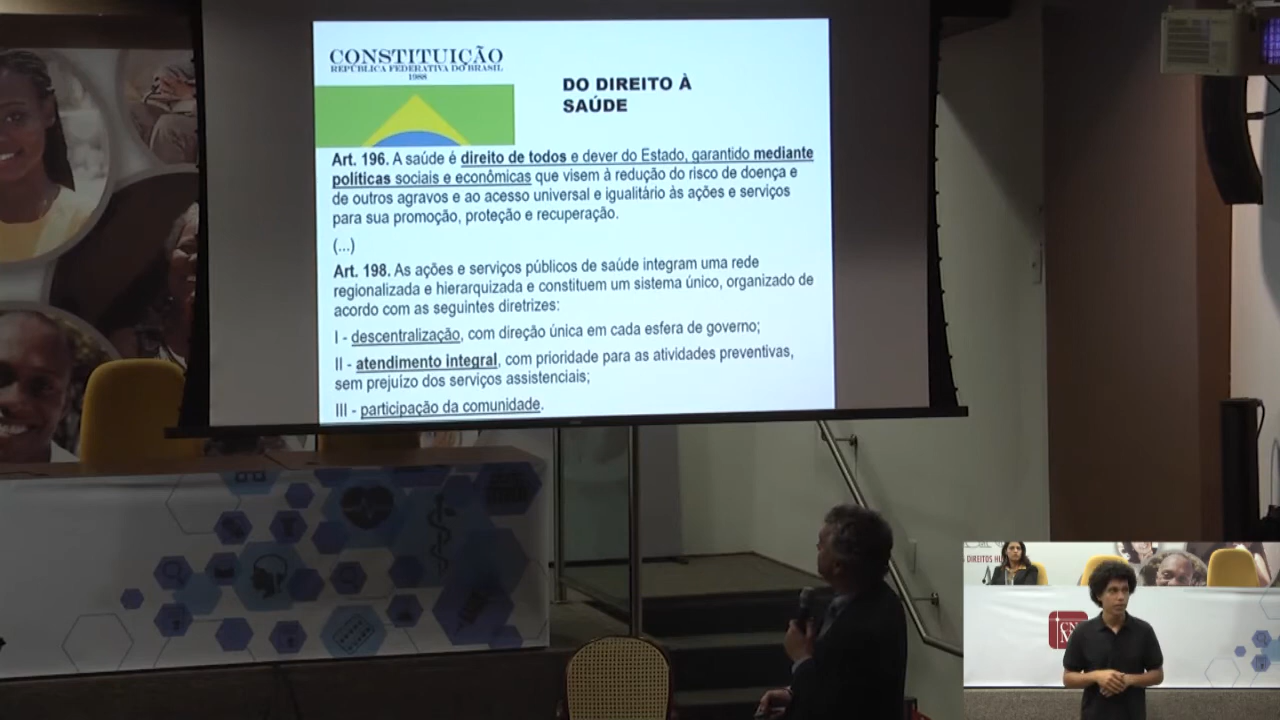 CONSTITUIÇÃO
REPÚBLICA FEDERATIVA DO BRASIL
1988
DO DIREITO À
SAÚDE
Art. 196. A saúde é direito de todos e dever do Estado, garantido mediante
políticas sociais e econômicas que visem à redução do risco de doença e
de outros agravos e ao acesso universal e igualitário às ações e serviços
para sua promoção, proteção e recuperação.
(...)
Art. 198. As ações e serviços públicos de saúde integram uma rede
regionalizada e hierarquizada e constituem um sistema único, organizado de
acordo com as seguintes diretrizes:
I - descentralização, com direção única em cada esfera de governo;
II - atendimento integral, com prioridade para as atividades preventivas,
sem prejuízo dos serviços assistenciais;
III - participação da comunidade.